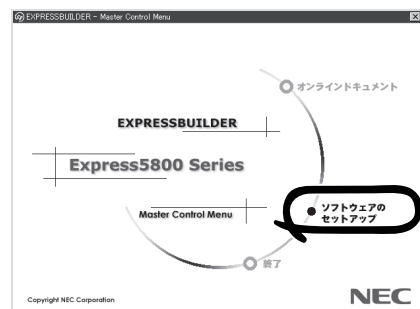 EXPRESSBUILDER - Master Control Menu
オンラインドキュメント
EXPRESSBUILDER
Express5800 Series
Master Control Menu
ソフトウェアの
セットアップ
終了
Copyright NEC Corporation
NEC